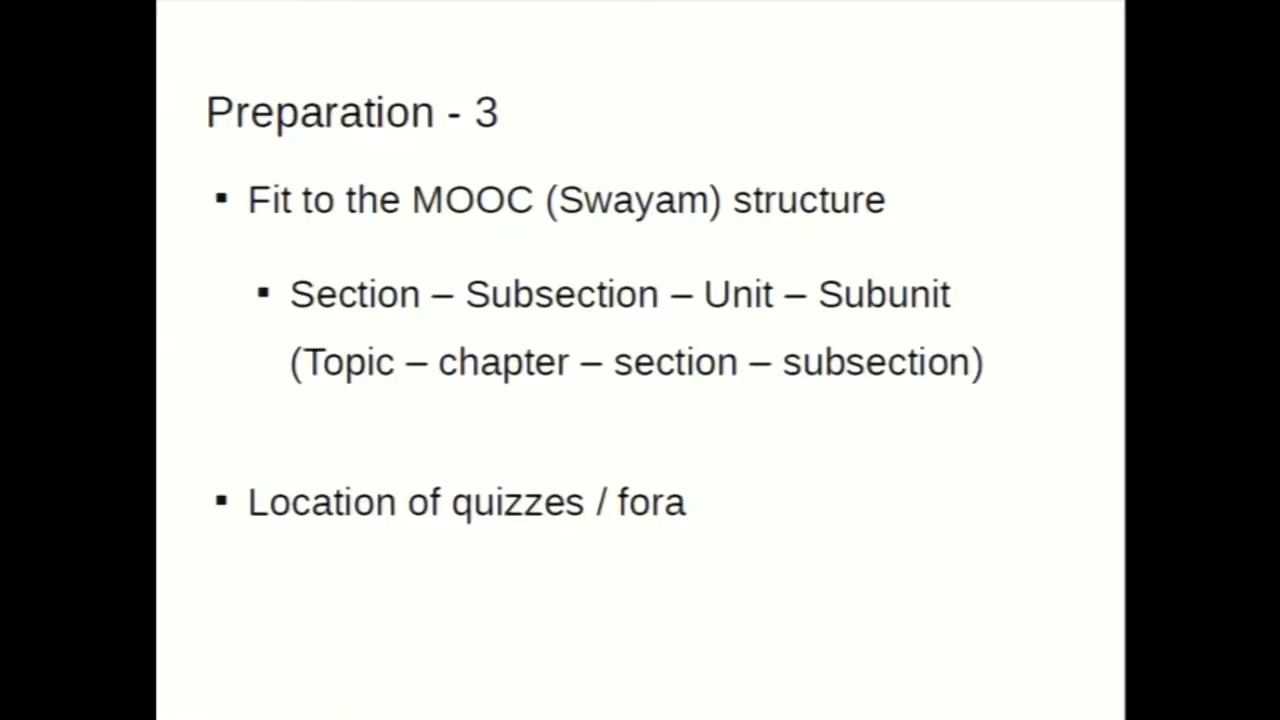 Preparation - 3
▪ Fit to the MOOC (Swayam) structure
▪ Section – Subsection – Unit – Subunit
(Topic – chapter – section – subsection)
▪ Location of quizzes / fora